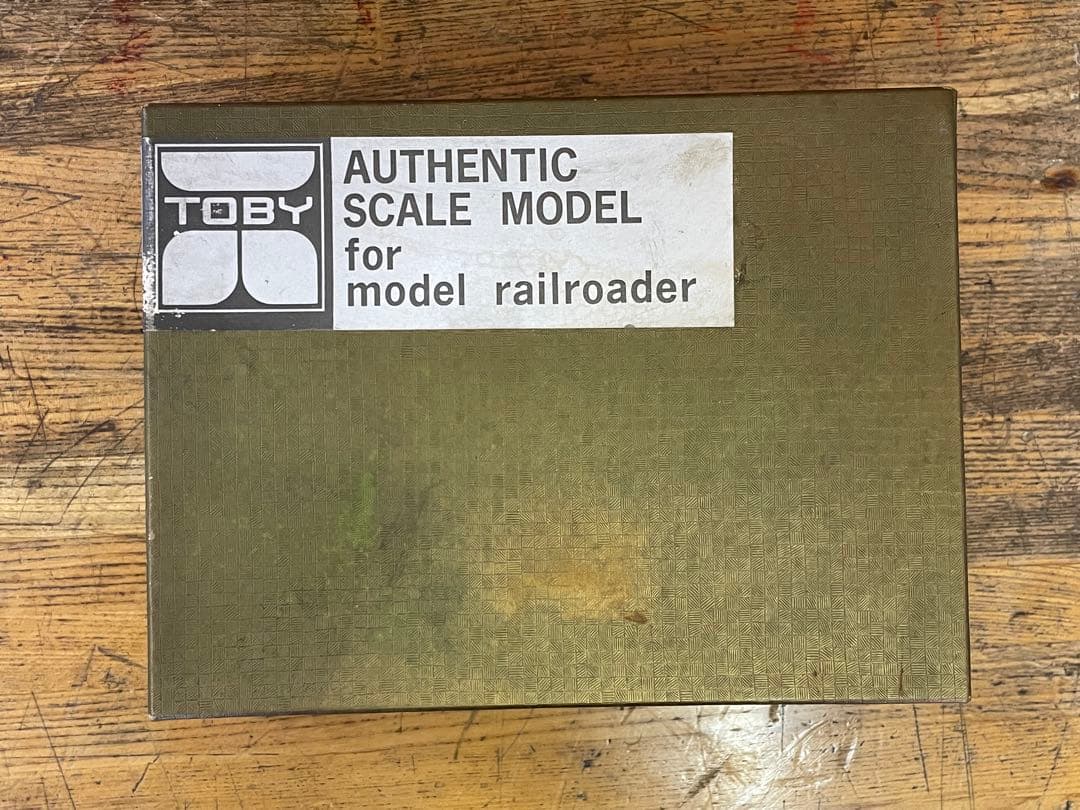 TOBY
AUTHENTIC
SCALE MODEL
for
model railroader